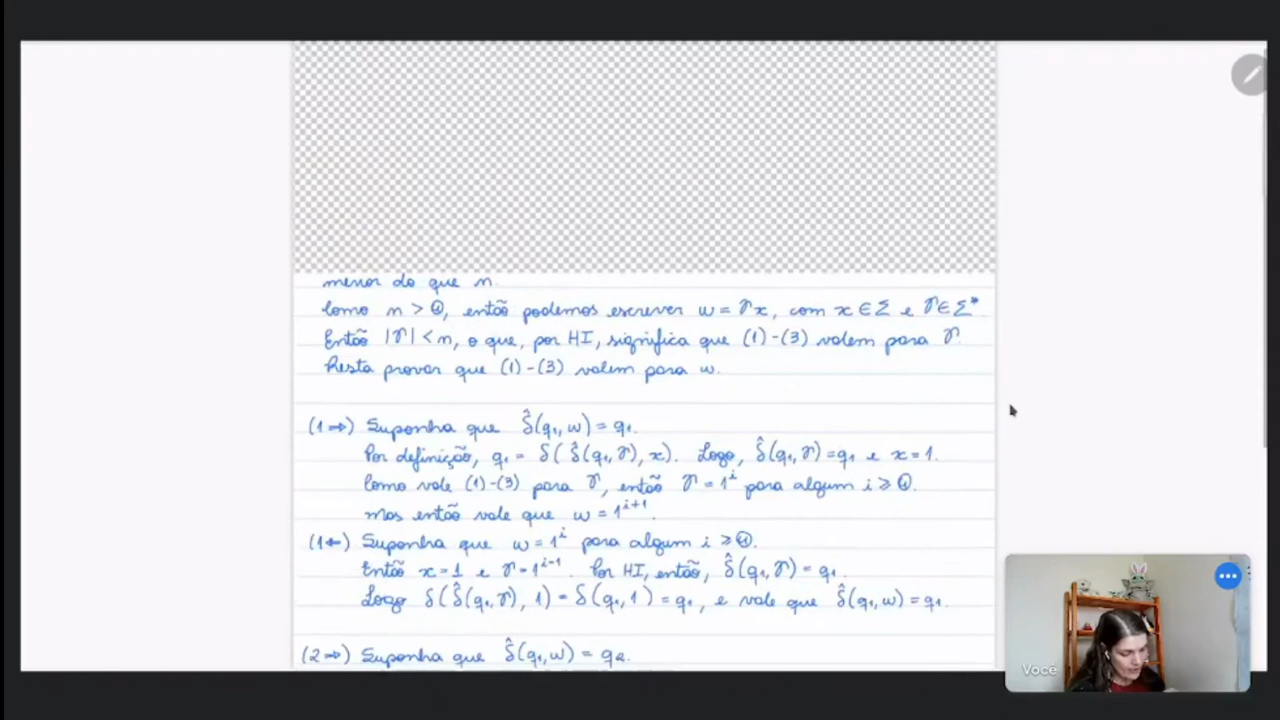 menor do que n.
Como n > 0, então podemos escrever w = γx, com x ∈ Σ e γ ∈ Σ*.
Então |γ| < n, o que, por HI, significa que (1)-(3) valem para γ.
Resta provar que (1)-(3) valem para w.
(1⇒) Suponha que δ̂(q₁, w) = q₁.
Por definição, q₁ = δ(δ̂(q₁, γ), x). Logo, δ̂(q₁, γ) = q₁ e x = 1.
Como vale (1)-(3) para γ, então γ = 1ⁱ para algum i ⩾ 0.
Mas então vale que w = 1ⁱ⁺¹.
(1⇐) Suponha que w = 1ⁱ para algum i ⩾ 0.
Então x = 1 e γ = 1ⁱ⁻¹. Por HI, então, δ̂(q₁, γ) = q₁.
Logo δ(δ̂(q₁, γ), 1) = δ(q₁, 1) = q₁, e vale que δ̂(q₁, w) = q₁.
(2⇒) Suponha que δ̂(q₁, w) = q₂.
Você